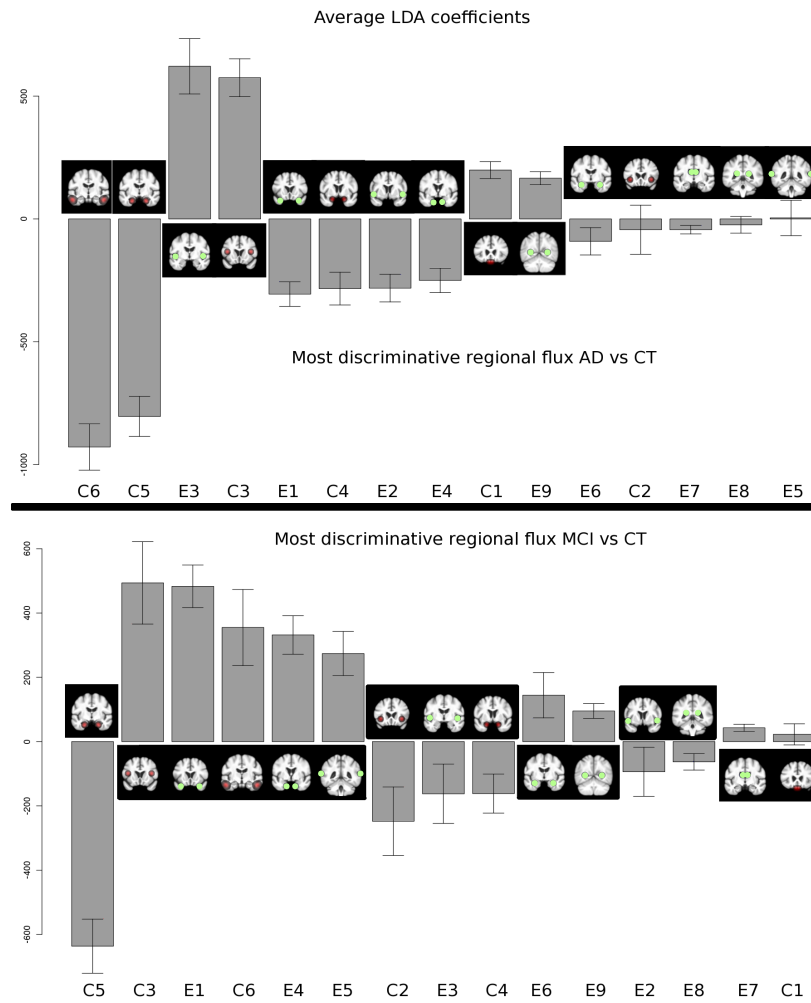 Average LDA coefficients
500
0
-500
-1000
Most discriminative regional flux AD vs CT
C6 C5 E3 C3 E1 C4 E2 E4 C1 E9 E6 C2 E7 E8 E5
Most discriminative regional flux MCI vs CT
600
400
200
0
-200
-400
-600
C5 C3 E1 C6 E4 E5 C2 E3 C4 E6 E9 E2 E8 E7 C1